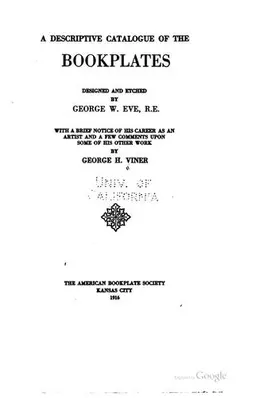 A DESCRIPTIVE CATALOGUE OF THE
BOOKPLATES
DESIGNED AND ETCHED
BY
GEORGE W. EVE, R.E.
WITH A BRIEF NOTICE OF HIS CAREER AS AN
ARTIST AND A FEW COMMENTS UPON
SOME OF HIS OTHER WORK
BY
GEORGE H. VINER
UNIV. OF
CALIFORNIA
THE AMERICAN BOOKPLATE SOCIETY
KANSAS CITY
1916
Google